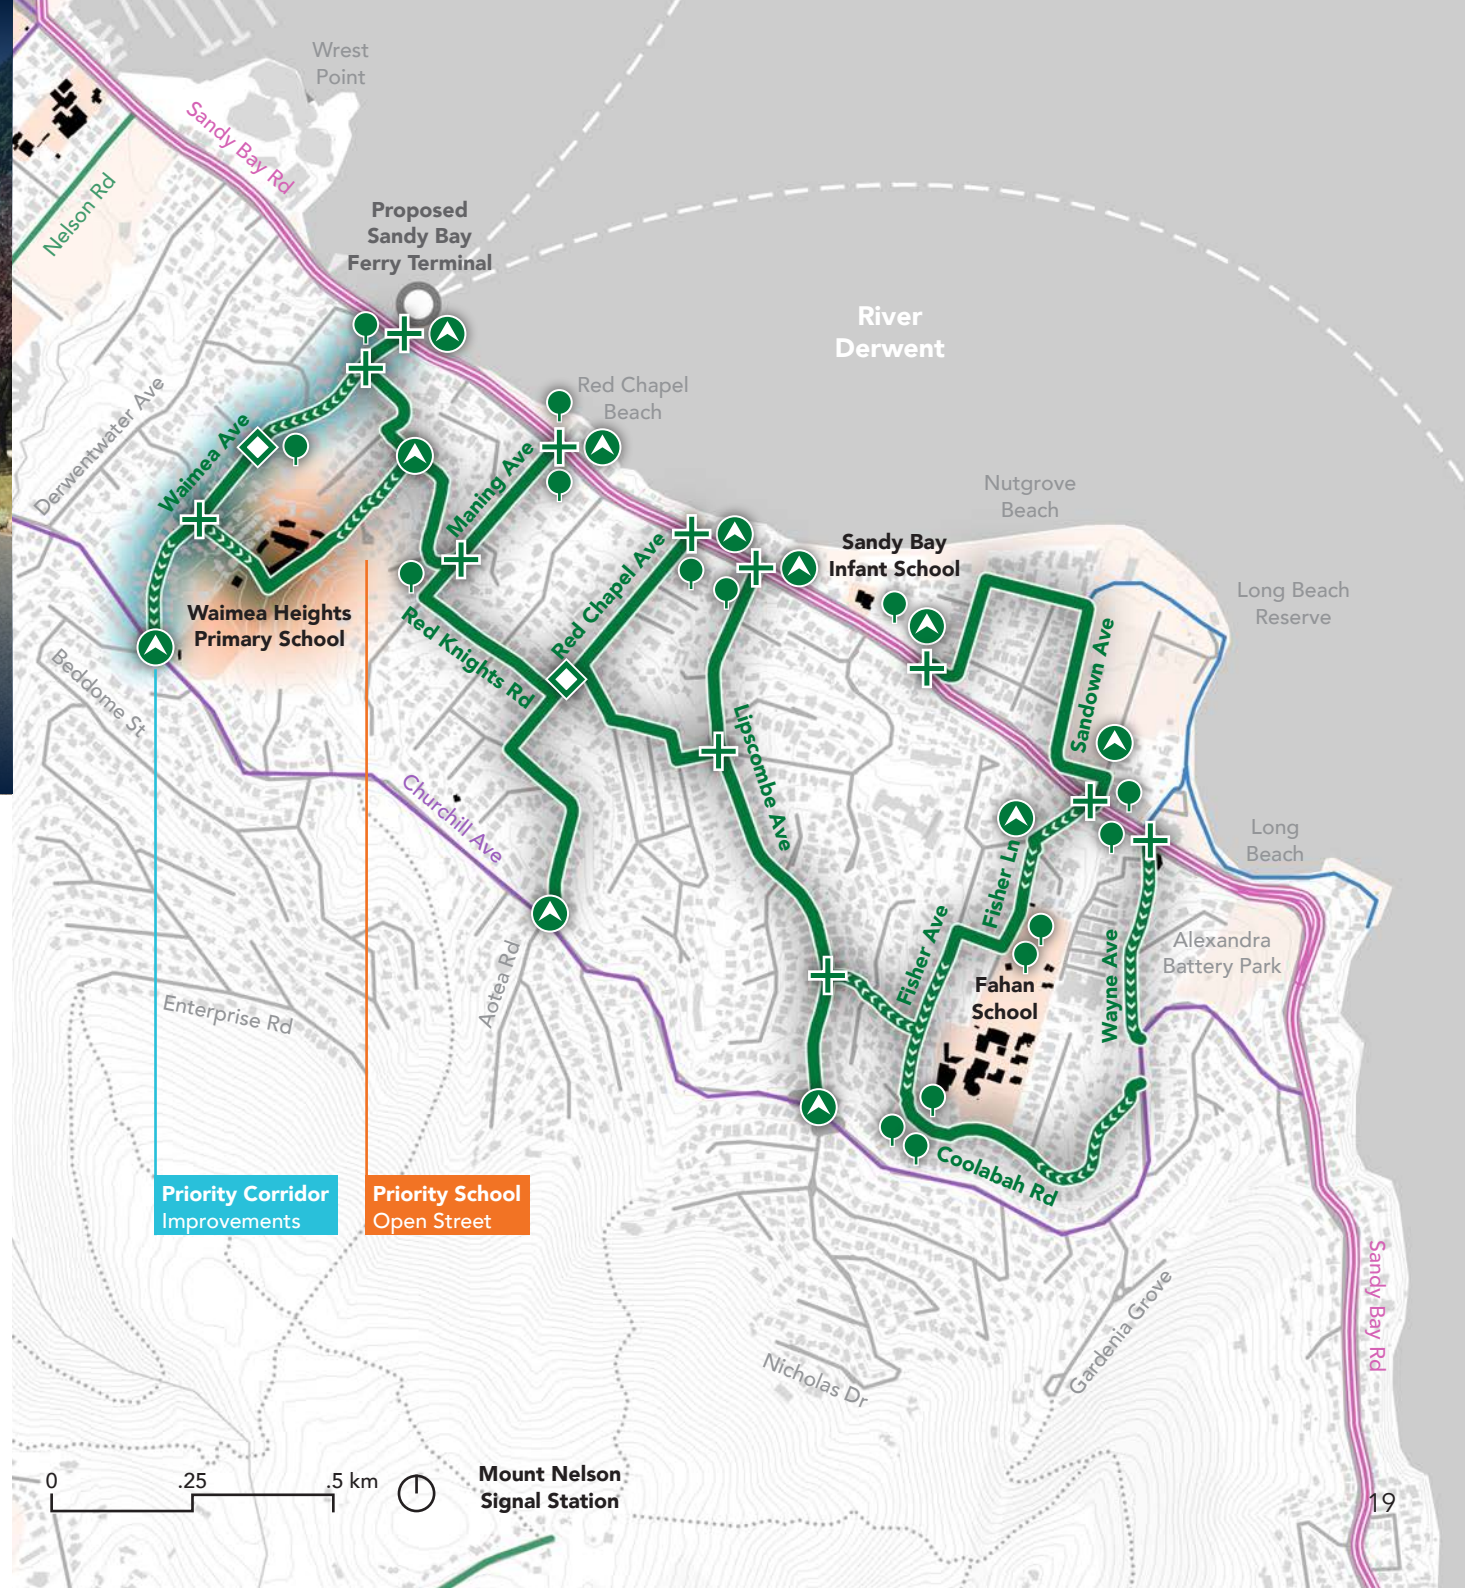 Wrest
Point
Sandy Bay Rd
Nelson Rd
Proposed
Sandy Bay
Ferry Terminal
River
Derwent
Red Chapel
Beach
Derwentwater Ave
Waimea Ave
Maning Ave
Nutgrove
Beach
Sandy Bay
Infant School
Long Beach
Reserve
Waimea Heights
Primary School
Red Knights Rd
Red Chapel Ave
Beddome St
Lipscombe Ave
Sandown Ave
Churchill Ave
Fisher Ln
Long
Beach
Fisher Ave
Wayne Ave
Alexandra
Battery Park
Fahan
School
Aotea Rd
Enterprise Rd
Coolabah Rd
Priority Corridor
Improvements
Priority School
Open Street
Sandy Bay Rd
Gardenia Grove
Nicholas Dr
0 .25 .5 km
Mount Nelson
Signal Station
19